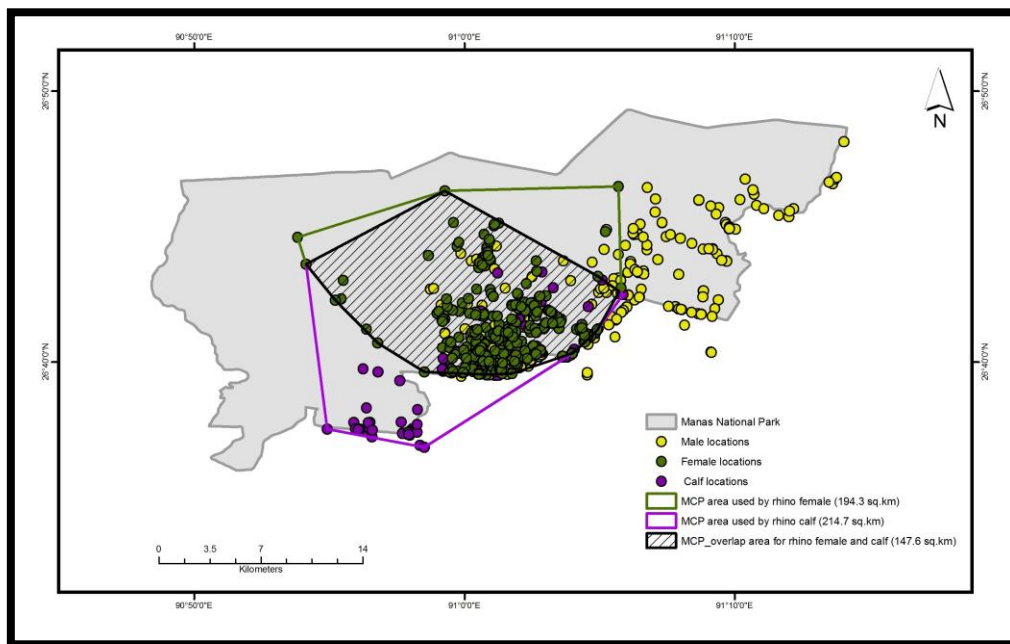 90°50'0"E 91°0'0"E 91°10'0"E
26°50'0"N 26°50'0"N
N
26°40'0"N 26°40'0"N
Manas National Park
Male locations
Female locations
Calf locations
MCP area used by rhino female (194.3 sq.km)
MCP area used by rhino calf (214.7 sq.km)
MCP_overlap area for rhino female and calf (147.6 sq.km)
0 3.5 7 14
Kilometers
90°50'0"E 91°0'0"E 91°10'0"E